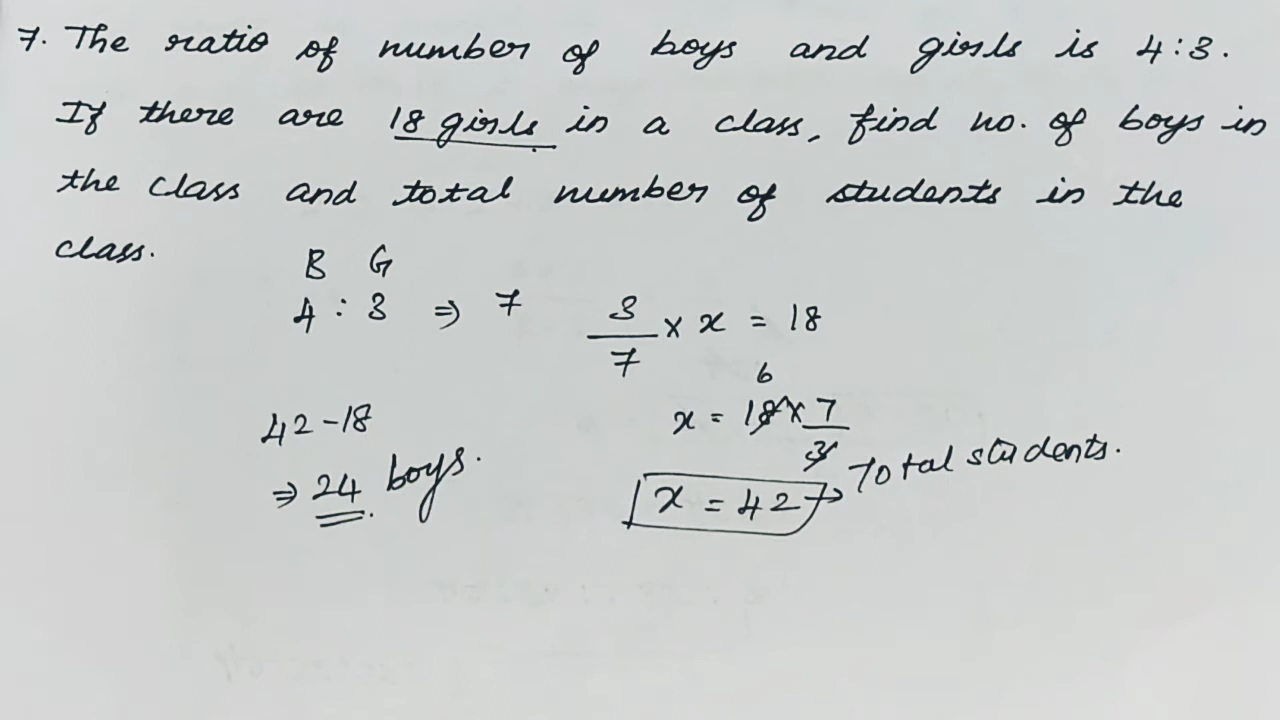 7. The ratio of number of boys and girls is 4:3.
If there are 18 girls in a class, find no. of boys in
the class and total number of students in the
class.
B G
4 : 3 ⇒ 7
3/7 × x = 18
6
x = 18 × 7/3
x = 42 → Total students.
42 - 18
⇒ 24 boys.